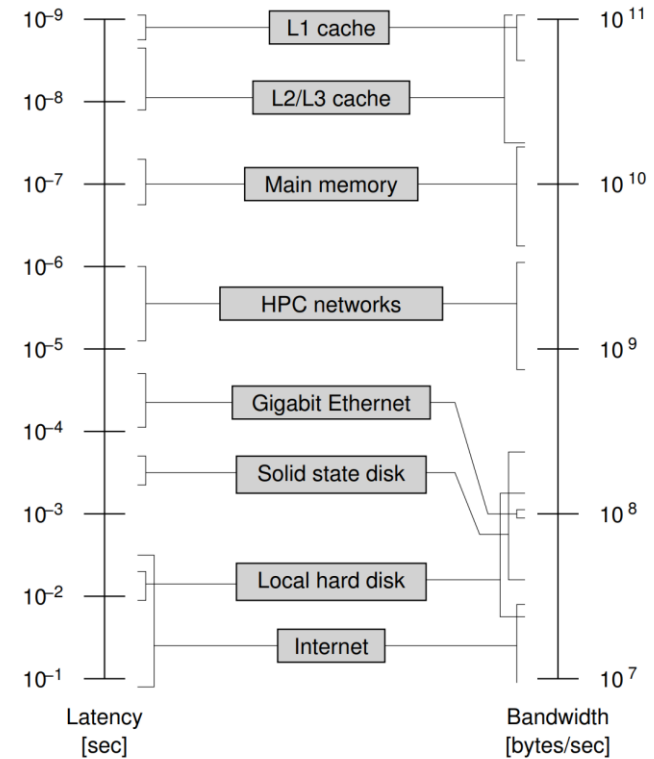 10⁻⁹ L1 cache 10¹¹
10⁻⁸ L2/L3 cache
10⁻⁷ Main memory 10¹⁰
10⁻⁶
HPC networks
10⁻⁵ 10⁹
Gigabit Ethernet
10⁻⁴
Solid state disk
10⁻³ 10⁸
Local hard disk
10⁻²
Internet
10⁻¹ 10⁷
Latency Bandwidth
[sec] [bytes/sec]